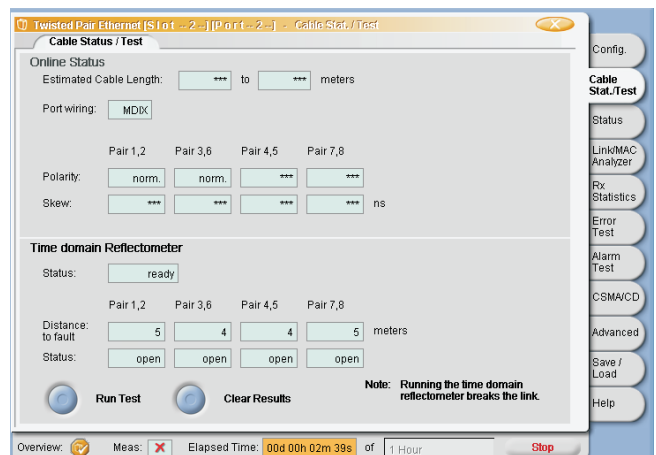 Twisted Pair Ethernet [Slot -- 2 --] [Port -- 2 --] - Cable Stat. / Test
Cable Status / Test
Online Status
Estimated Cable Length: *** to *** meters
Port wiring: MDIX
Pair 1,2 Pair 3,6 Pair 4,5 Pair 7,8
Polarity: norm. norm. *** ***
Skew: *** *** *** *** ns
Time domain Reflectometer
Status: ready
Pair 1,2 Pair 3,6 Pair 4,5 Pair 7,8
Distance: 5 4 4 5 meters
to fault
Status: open open open open
Run Test Clear Results
Note: Running the time domain
reflectometer breaks the link.
Overview: Meas: Elapsed Time: 00d 00h 02m 39s of 1 Hour Stop
Config.
Cable
Stat./Test
Status
Link/MAC
Analyzer
Rx
Statistics
Error
Test
Alarm
Test
CSMA/CD
Advanced
Save /
Load
Help